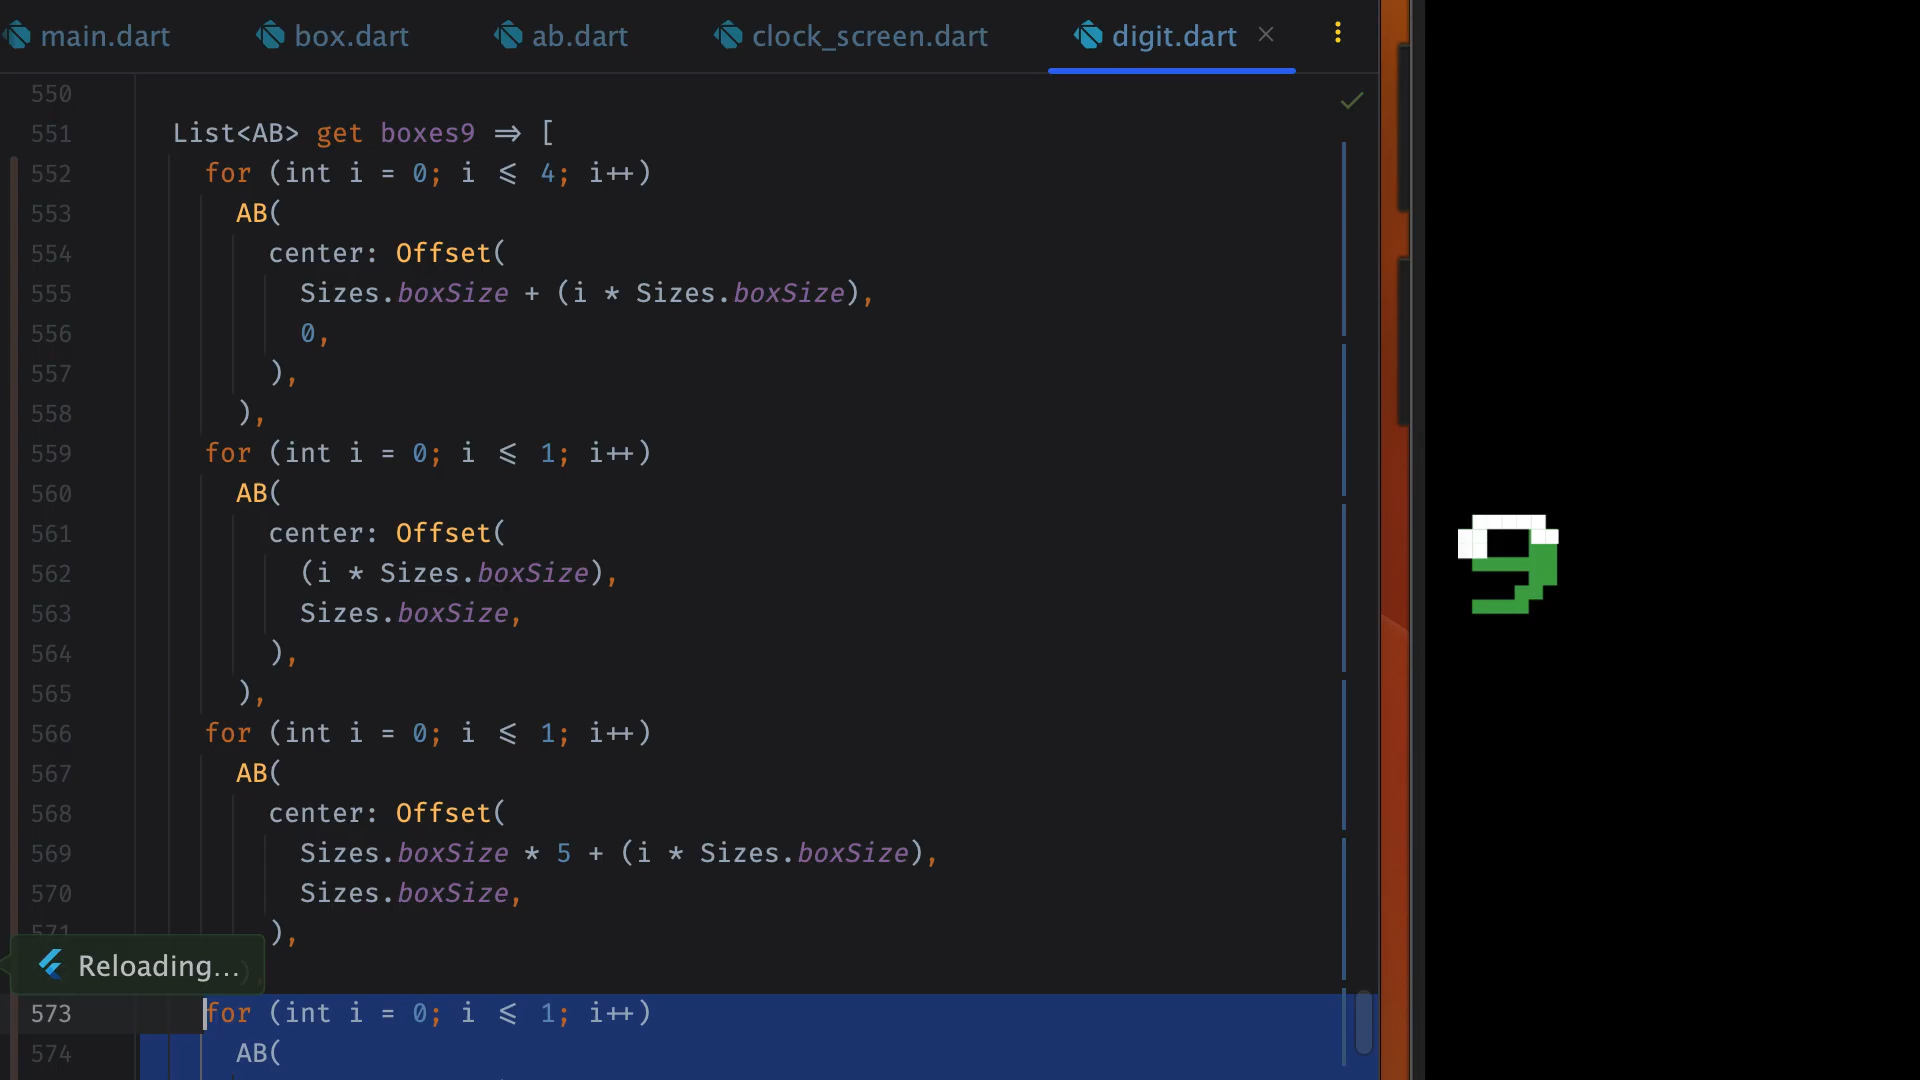 main.dart
box.dart
ab.dart
clock_screen.dart
digit.dart
550
551 List<AB> get boxes9 => [
552 for (int i = 0; i <= 4; i++)
553 AB(
554 center: Offset(
555 Sizes.boxSize + (i * Sizes.boxSize),
556 0,
557 ),
558 ),
559 for (int i = 0; i <= 1; i++)
560 AB(
561 center: Offset(
562 (i * Sizes.boxSize),
563 Sizes.boxSize,
564 ),
565 ),
566 for (int i = 0; i <= 1; i++)
567 AB(
568 center: Offset(
569 Sizes.boxSize * 5 + (i * Sizes.boxSize),
570 Sizes.boxSize,
571 ),
Reloading... ),
573 for (int i = 0; i <= 1; i++)
574 AB(
9